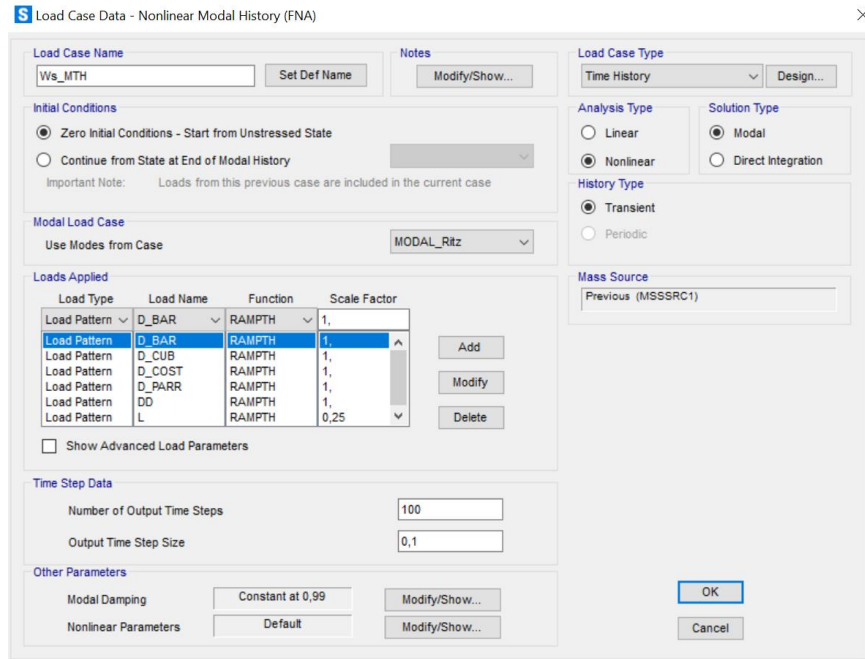 S Load Case Data - Nonlinear Modal History (FNA)
Load Case Name
Ws_MTH
Set Def Name
Notes
Modify/Show...
Load Case Type
Time History
Design...
Initial Conditions
Zero Initial Conditions - Start from Unstressed State
Continue from State at End of Modal History
Important Note: Loads from this previous case are included in the current case
Analysis Type
Linear
Nonlinear
Solution Type
Modal
Direct Integration
History Type
Transient
Periodic
Modal Load Case
Use Modes from Case
MODAL_Ritz
Loads Applied
Load Type Load Name Function Scale Factor
Load Pattern D_BAR RAMPTH 1,
Load Pattern D_BAR RAMPTH 1,
Load Pattern D_CUB RAMPTH 1,
Load Pattern D_COST RAMPTH 1,
Load Pattern D_PARR RAMPTH 1,
Load Pattern DD RAMPTH 1,
Load Pattern L RAMPTH 0,25
Add
Modify
Delete
Show Advanced Load Parameters
Mass Source
Previous (MSSSRC1)
Time Step Data
Number of Output Time Steps 100
Output Time Step Size 0,1
Other Parameters
Modal Damping Constant at 0,99 Modify/Show...
Nonlinear Parameters Default Modify/Show...
OK
Cancel